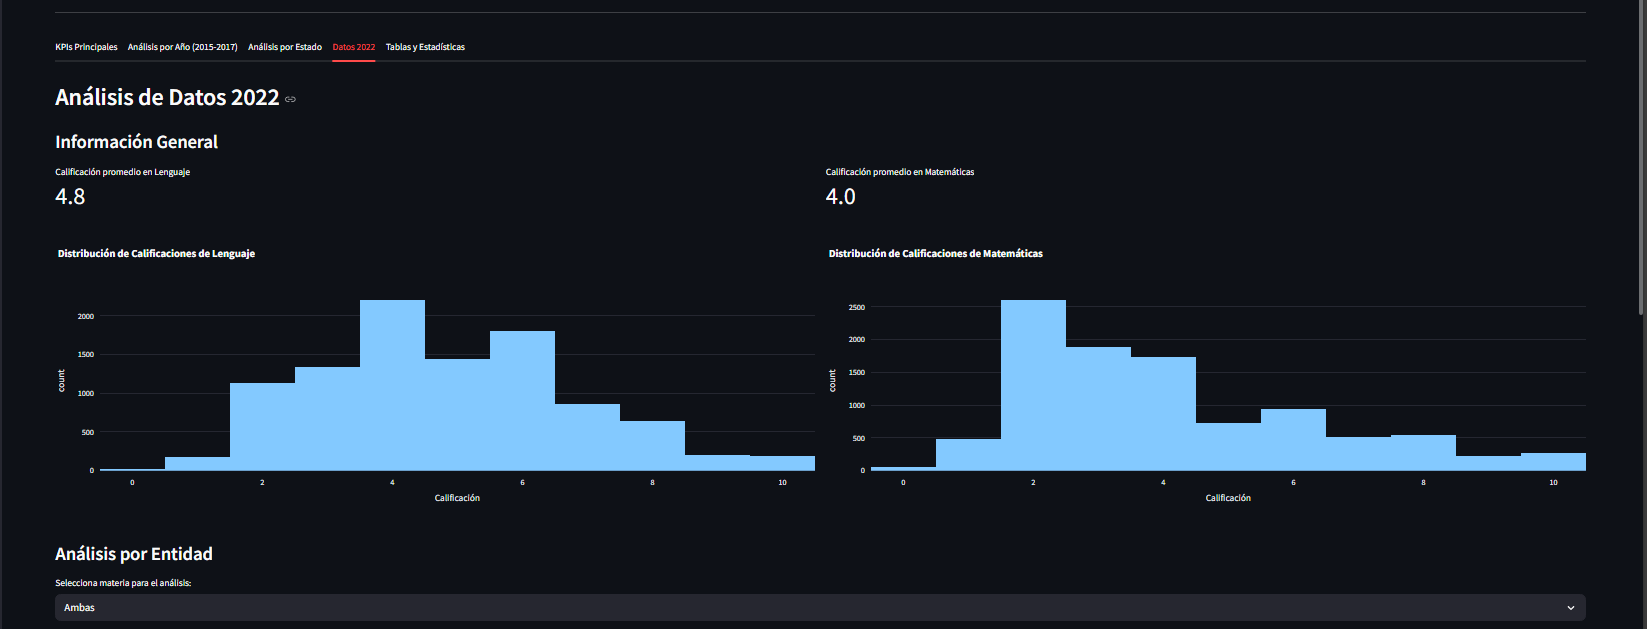 KPIs Principales Análisis por Año (2015-2017) Análisis por Estado Datos 2022 Tablas y Estadísticas
Análisis de Datos 2022
Información General
Calificación promedio en Lenguaje
4.8
Calificación promedio en Matemáticas
4.0
Distribución de Calificaciones de Lenguaje
2000
1500
1000
500
0
count
0 2 4 6 8 10
Calificación
Distribución de Calificaciones de Matemáticas
2500
2000
1500
1000
500
0
count
0 2 4 6 8 10
Calificación
Análisis por Entidad
Selecciona materia para el análisis:
Ambas